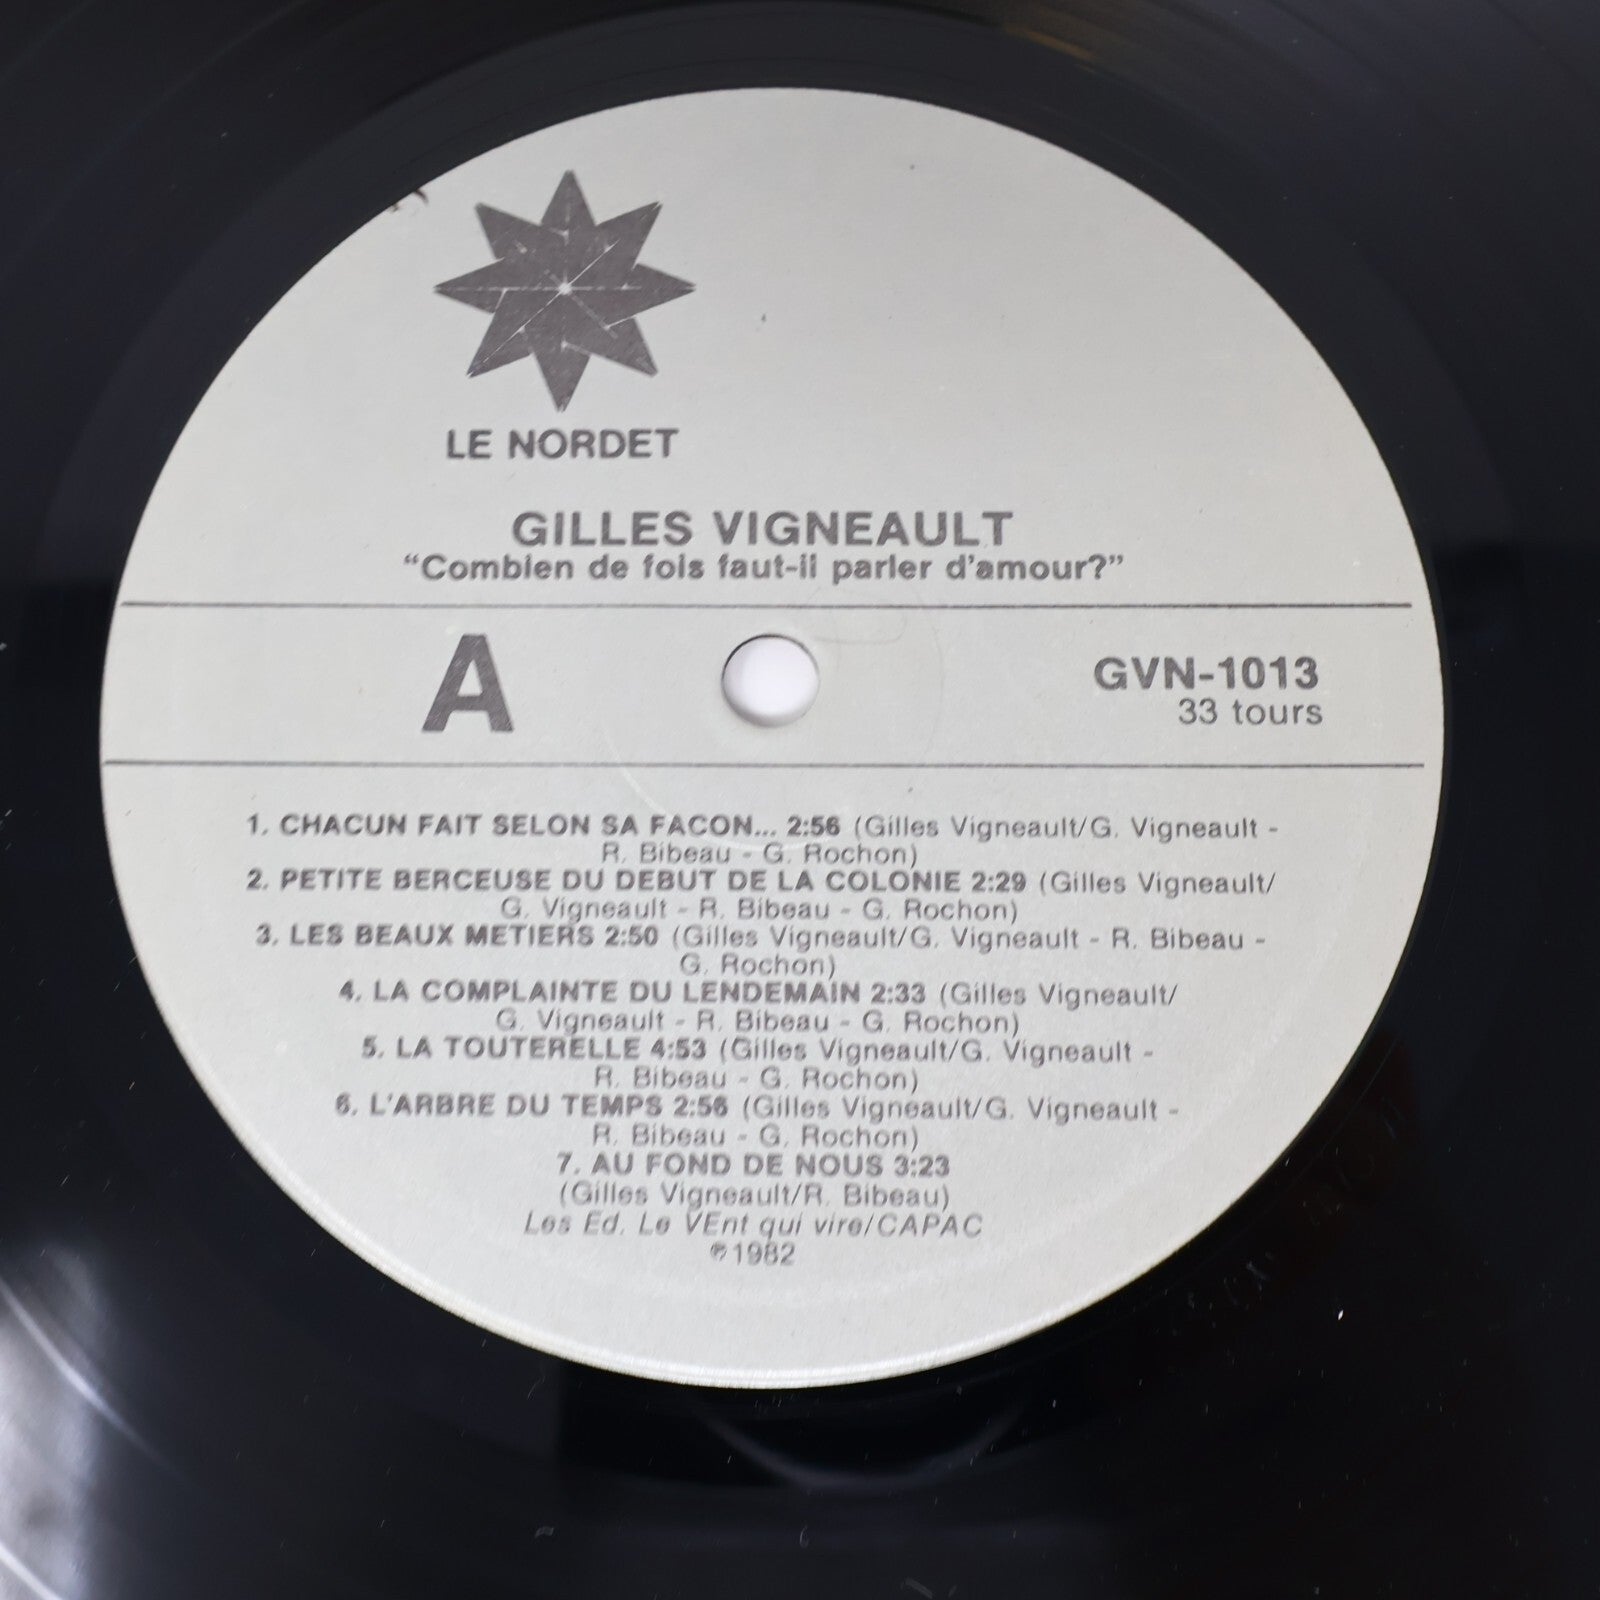 LE NORDET
GILLES VIGNEAULT
“Combien de fois faut-il parler d'amour?”
A
GVN-1013
33 tours
1. CHACUN FAIT SELON SA FACON... 2:56 (Gilles Vigneault/G. Vigneault -
R. Bibeau - G. Rochon)
2. PETITE BERCEUSE DU DEBUT DE LA COLONIE 2:29 (Gilles Vigneault/
G. Vigneault - R. Bibeau - G. Rochon)
3. LES BEAUX METIERS 2:50 (Gilles Vigneault/G. Vigneault - R. Bibeau -
G. Rochon)
4. LA COMPLAINTE DU LENDEMAIN 2:33 (Gilles Vigneault/
G. Vigneault - R. Bibeau - G. Rochon)
5. LA TOUTERELLE 4:53 (Gilles Vigneault/G. Vigneault -
R. Bibeau - G. Rochon)
6. L'ARBRE DU TEMPS 2:56 (Gilles Vigneault/G. Vigneault -
R. Bibeau - G. Rochon)
7. AU FOND DE NOUS 3:23
(Gilles Vigneault/R. Bibeau)
Les Ed. Le VEnt qui vire/CAPAC
℗1982